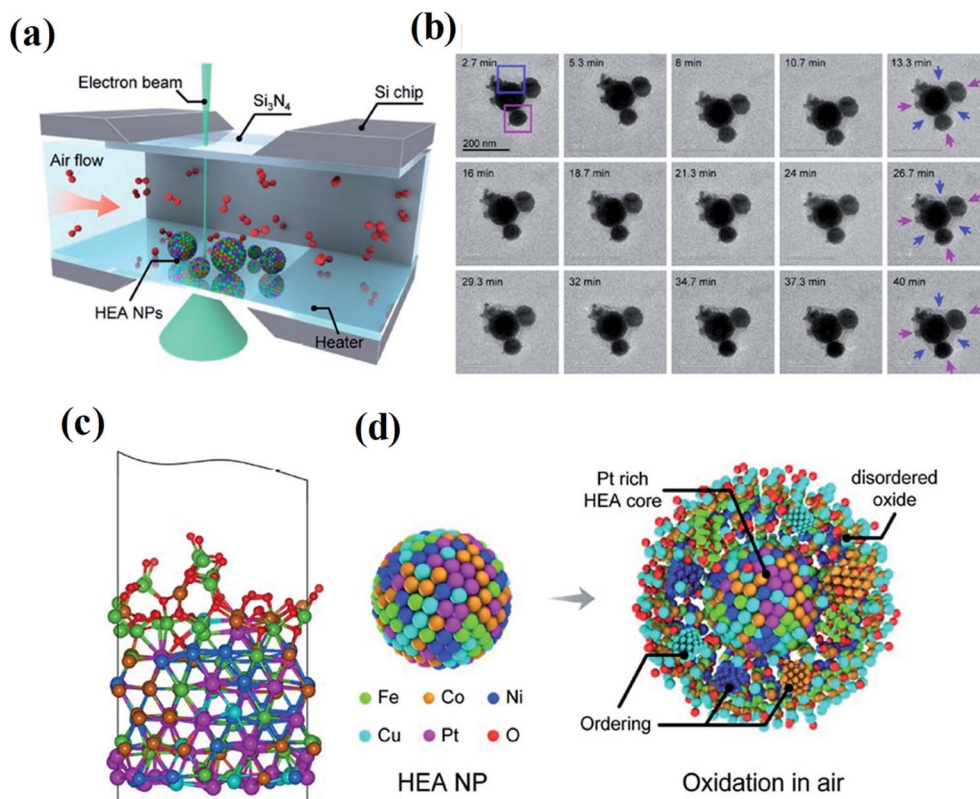 (a)
Electron beam
Si3N4
Si chip
Air flow
HEA NPs
Heater
(b)
2.7 min
5.3 min
8 min
10.7 min
13.3 min
200 nm
16 min
18.7 min
21.3 min
24 min
26.7 min
29.3 min
32 min
34.7 min
37.3 min
40 min
(c)
(d)
Pt rich
HEA core
disordered
oxide
Fe Co Ni
Cu Pt O
Ordering
HEA NP
Oxidation in air